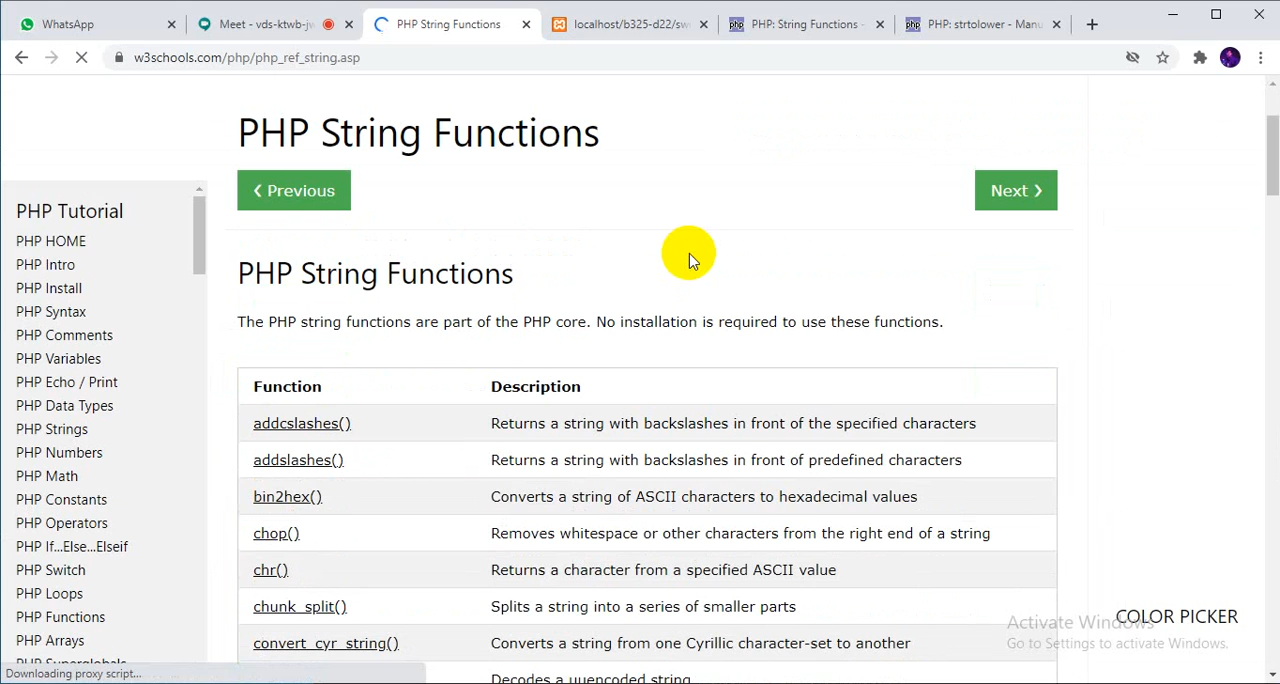 WhatsApp
Meet - vds-ktwb-jw
PHP String Functions
localhost/b325-d22/sw
PHP: String Functions -
PHP: strtolower - Manu
w3schools.com/php/php_ref_string.asp
PHP String Functions
❮ Previous
Next ❯
PHP Tutorial
PHP HOME
PHP Intro
PHP Install
PHP Syntax
PHP Comments
PHP Variables
PHP Echo / Print
PHP Data Types
PHP Strings
PHP Numbers
PHP Math
PHP Constants
PHP Operators
PHP If...Else...Elseif
PHP Switch
PHP Loops
PHP Functions
PHP Arrays
PHP Superglobals
PHP String Functions
The PHP string functions are part of the PHP core. No installation is required to use these functions.
Function Description
addcslashes() Returns a string with backslashes in front of the specified characters
addslashes() Returns a string with backslashes in front of predefined characters
bin2hex() Converts a string of ASCII characters to hexadecimal values
chop() Removes whitespace or other characters from the right end of a string
chr() Returns a character from a specified ASCII value
chunk_split() Splits a string into a series of smaller parts
convert_cyr_string() Converts a string from one Cyrillic character-set to another
Decodes a uuencoded string
COLOR PICKER
Activate Windows
Go to Settings to activate Windows.
Downloading proxy script...